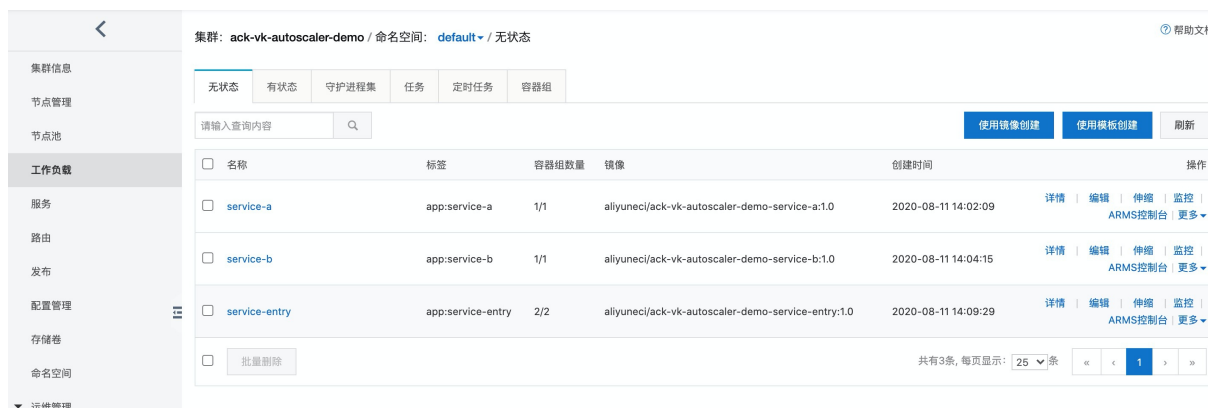 集群：ack-vk-autoscaler-demo / 命名空间： default / 无状态
帮助文
集群信息
节点管理
节点池
工作负载
服务
路由
发布
配置管理
存储卷
命名空间
运维管理
无状态 有状态 守护进程集 任务 定时任务 容器组
请输入查询内容
使用镜像创建 使用模板创建 刷新
名称 标签 容器组数量 镜像 创建时间 操作
service-a app:service-a 1/1 aliyuneci/ack-vk-autoscaler-demo-service-a:1.0 2020-08-11 14:02:09 详情 | 编辑 | 伸缩 | 监控 |
ARMS控制台 | 更多
service-b app:service-b 1/1 aliyuneci/ack-vk-autoscaler-demo-service-b:1.0 2020-08-11 14:04:15 详情 | 编辑 | 伸缩 | 监控 |
ARMS控制台 | 更多
service-entry app:service-entry 2/2 aliyuneci/ack-vk-autoscaler-demo-service-entry:1.0 2020-08-11 14:09:29 详情 | 编辑 | 伸缩 | 监控 |
ARMS控制台 | 更多
批量删除 共有3条, 每页显示： 25 条 « ‹ 1 › »